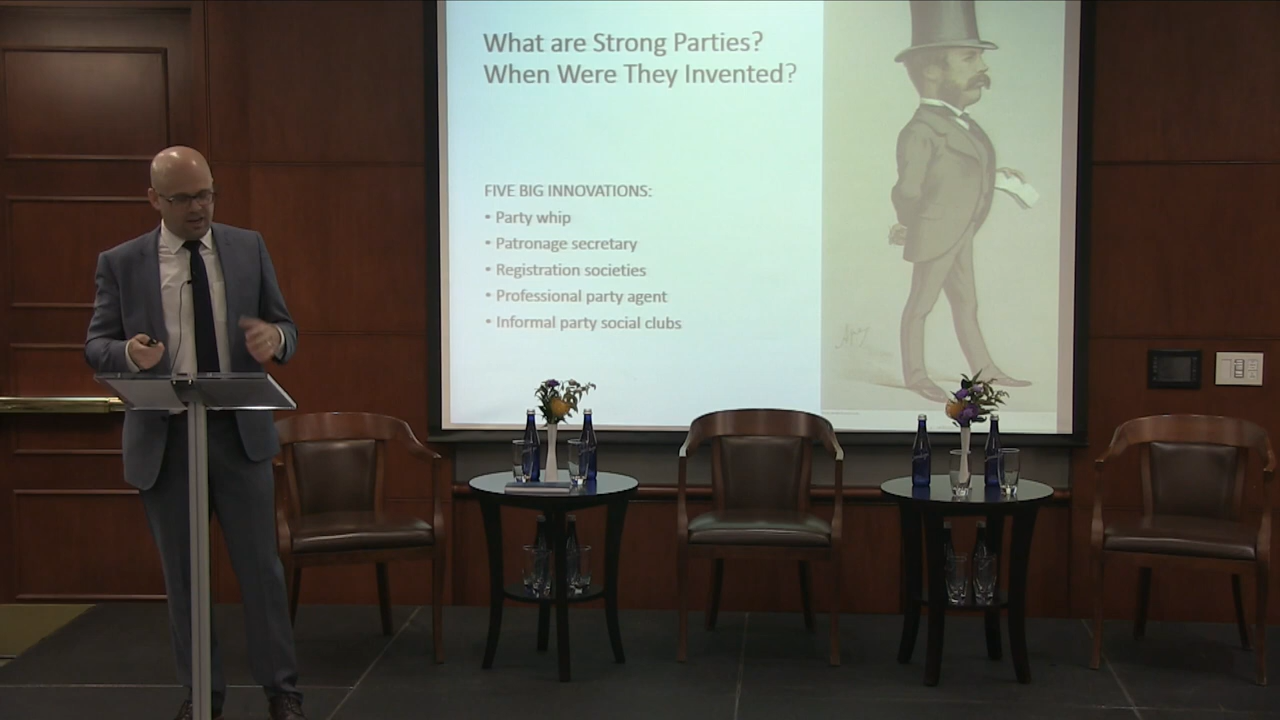 What are Strong Parties?
When Were They Invented?
FIVE BIG INNOVATIONS:
• Party whip
• Patronage secretary
• Registration societies
• Professional party agent
• Informal party social clubs